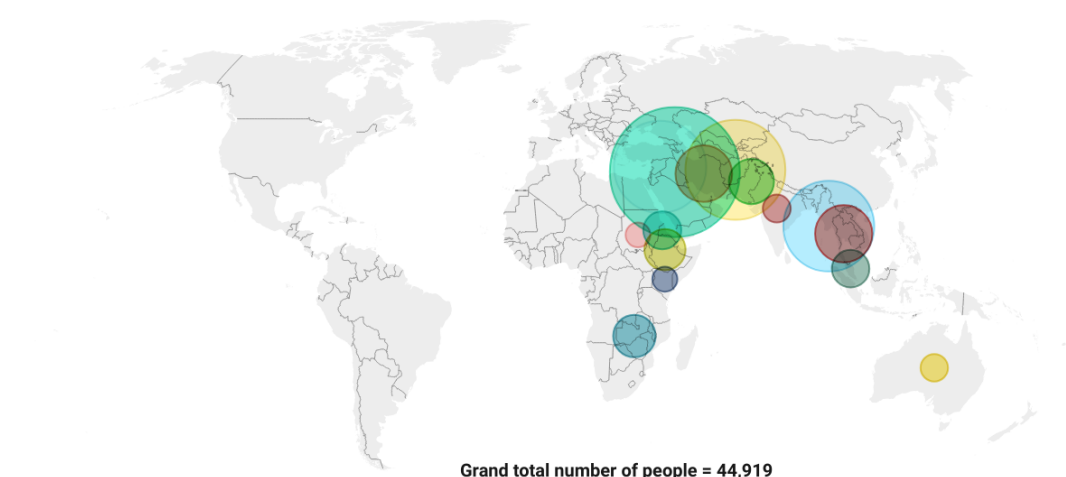 Grand total number of people = 44,919